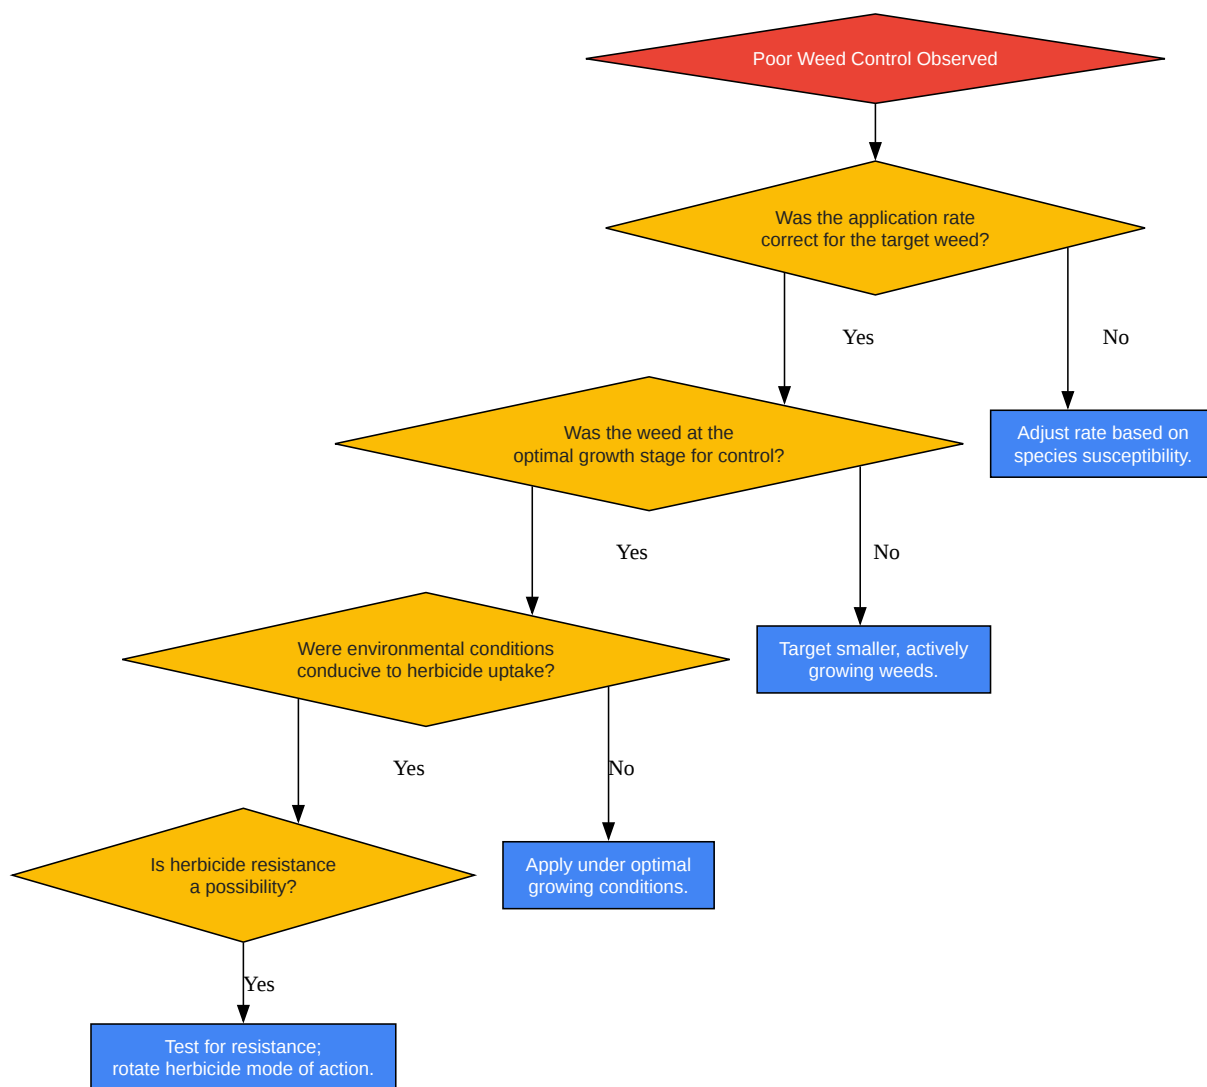 Poor Weed Control Observed
Was the application rate
correct for the target weed?
Yes
No
Was the weed at the
optimal growth stage for control?
Adjust rate based on
species susceptibility.
Yes
No
Were environmental conditions
conducive to herbicide uptake?
Target smaller, actively
growing weeds.
Yes
No
Is herbicide resistance
a possibility?
Apply under optimal
growing conditions.
Yes
Test for resistance;
rotate herbicide mode of action.